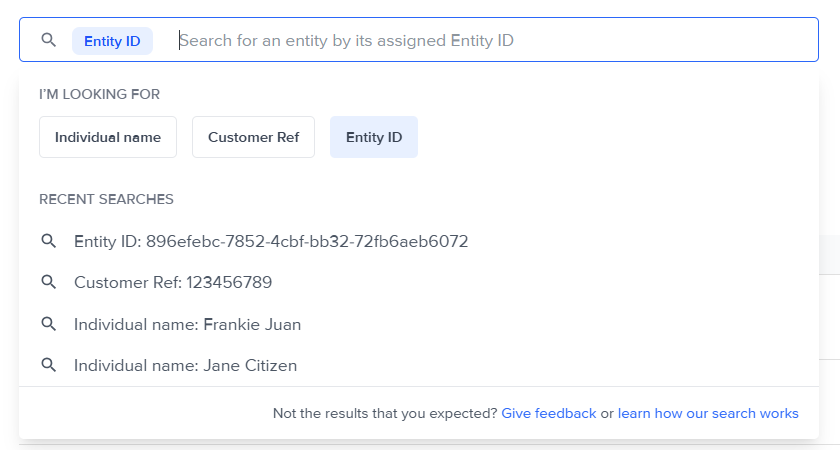 Entity ID Search for an entity by its assigned Entity ID
I'M LOOKING FOR
Individual name Customer Ref Entity ID
RECENT SEARCHES
Entity ID: 896efebc-7852-4cbf-bb32-72fb6aeb6072
Customer Ref: 123456789
Individual name: Frankie Juan
Individual name: Jane Citizen
Not the results that you expected? Give feedback or learn how our search works